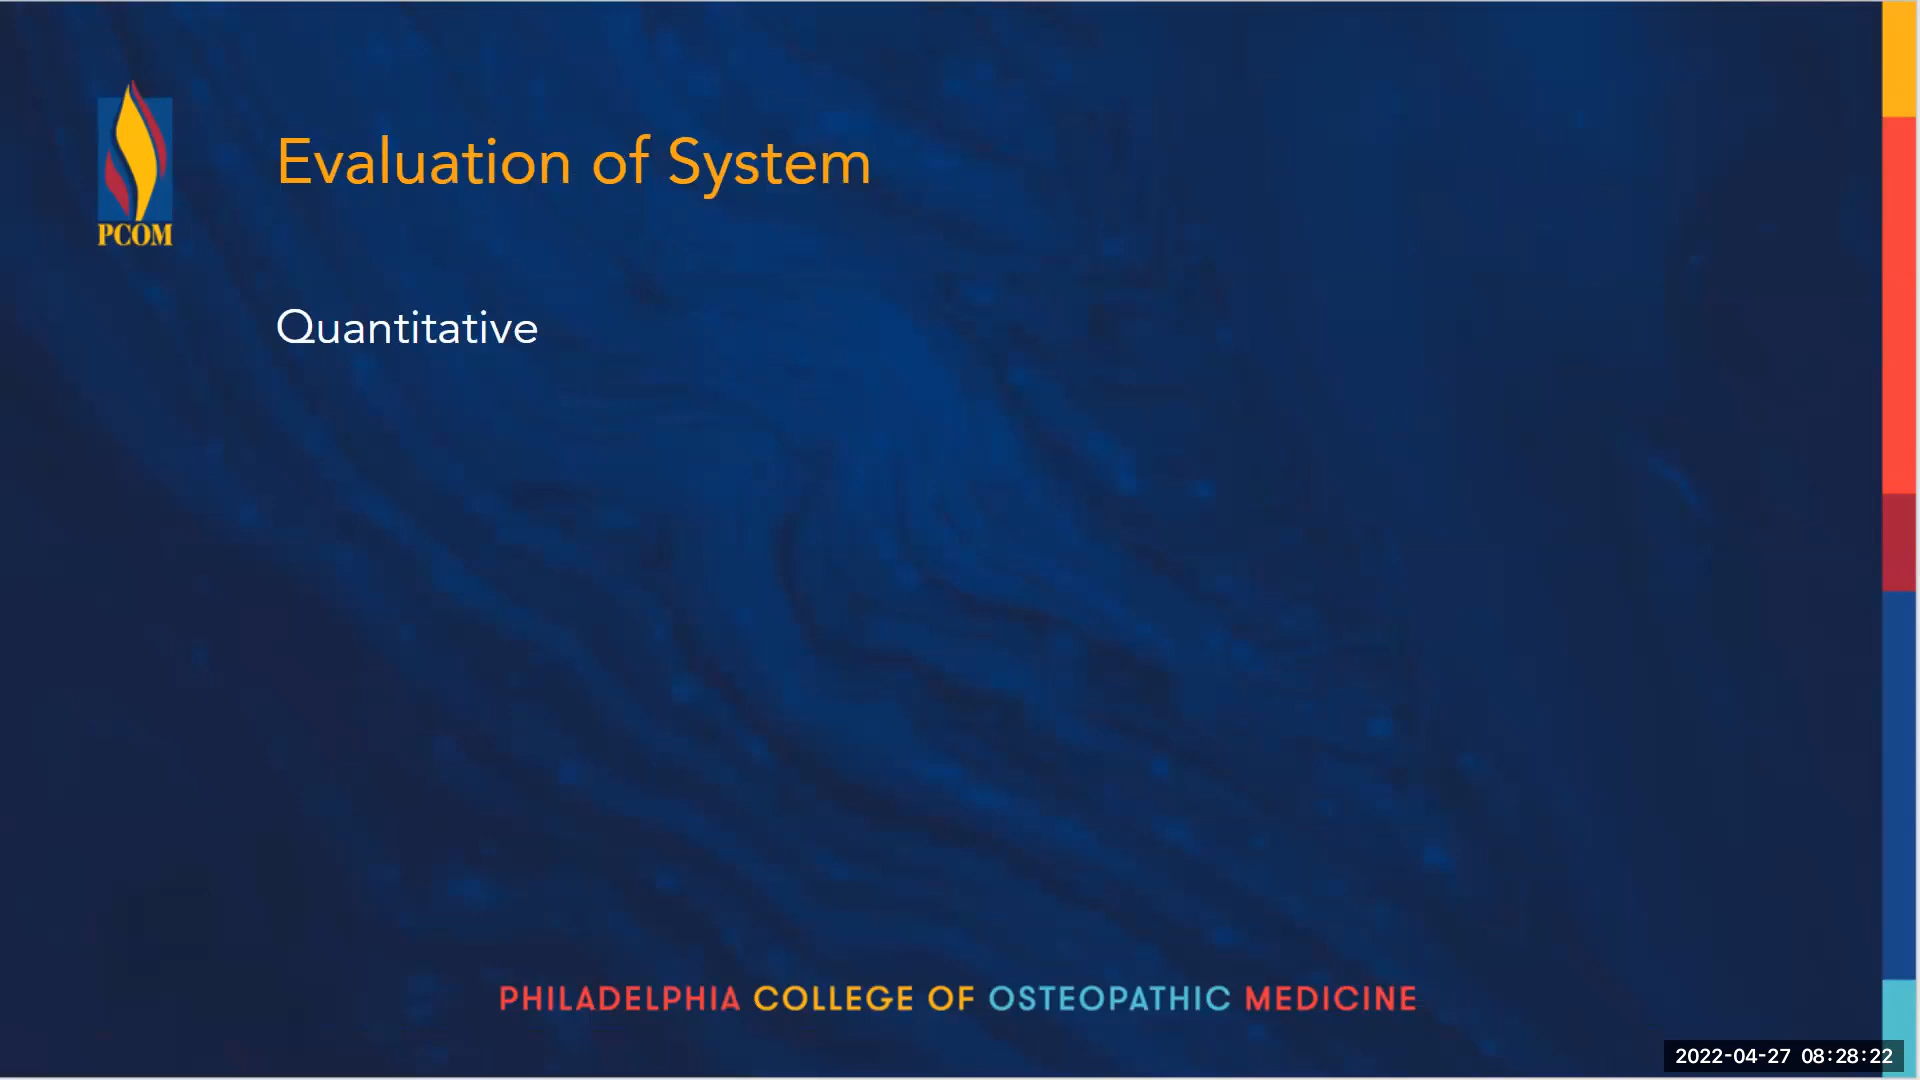 PCOM
Evaluation of System
Quantitative
PHILADELPHIA COLLEGE OF OSTEOPATHIC MEDICINE
2022-04-27 08:28:22